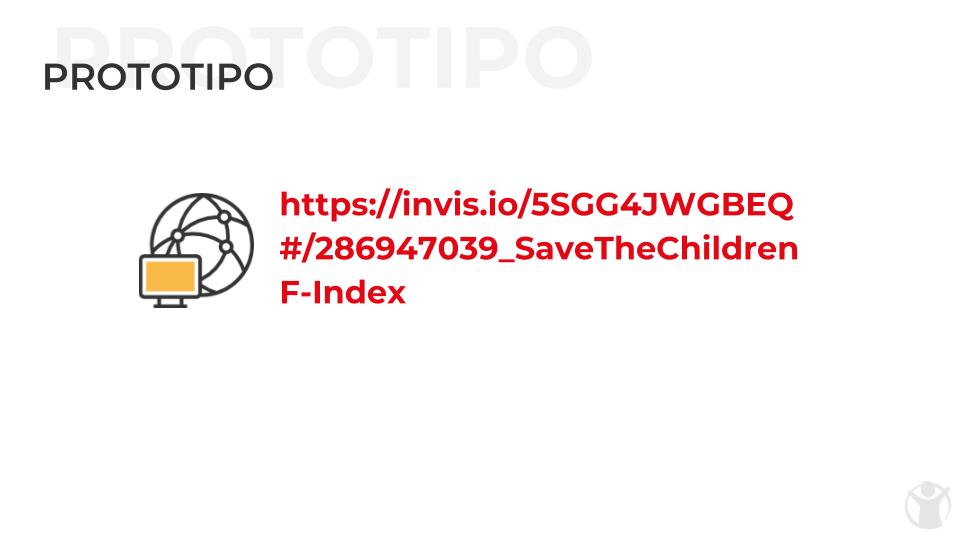 PROTOTIPO
PROTOTIPO
https://invis.io/5SGG4JWGBEQ
#/286947039_SaveTheChildren
F-Index